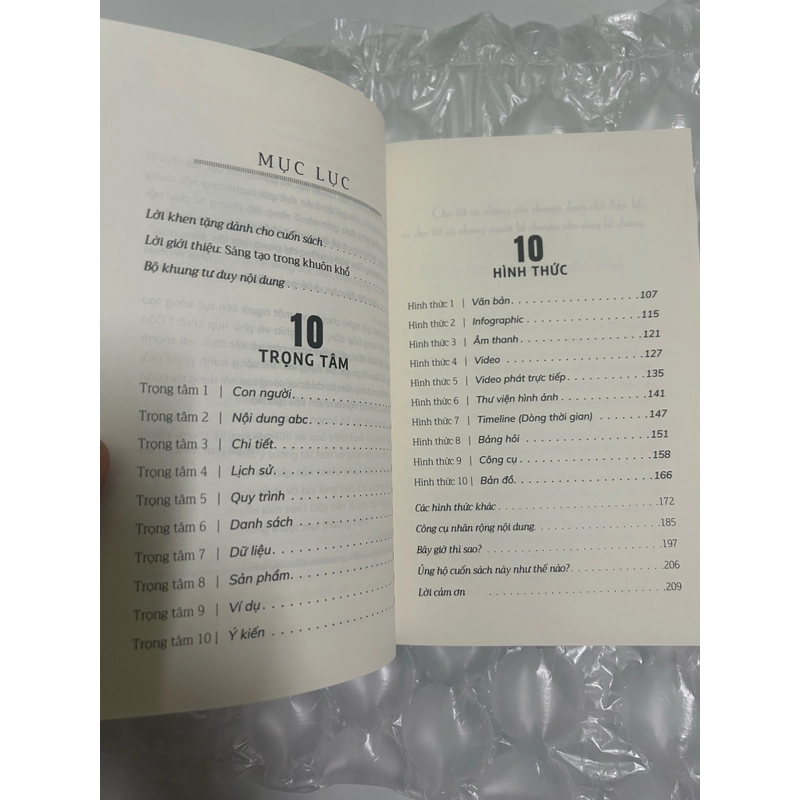 MỤC LỤC
Lời khen tặng dành cho cuốn sách
Lời giới thiệu: Sáng tạo trong khuôn khổ
Bộ khung tư duy nội dung
10
TRỌNG TÂM
Trọng tâm 1 | Con người
Trọng tâm 2 | Nội dung abc
Trọng tâm 3 | Chi tiết
Trọng tâm 4 | Lịch sử
Trọng tâm 5 | Quy trình
Trọng tâm 6 | Danh sách
Trọng tâm 7 | Dữ liệu
Trọng tâm 8 | Sản phẩm
Trọng tâm 9 | Ví dụ
Trọng tâm 10 | Ý kiến
10
HÌNH THỨC
Hình thức 1 | Văn bản 107
Hình thức 2 | Infographic 115
Hình thức 3 | Âm thanh 121
Hình thức 4 | Video 127
Hình thức 5 | Video phát trực tiếp 135
Hình thức 6 | Thư viện hình ảnh 141
Hình thức 7 | Timeline (Dòng thời gian) 147
Hình thức 8 | Bảng hỏi 151
Hình thức 9 | Công cụ 158
Hình thức 10 | Bản đồ 166
Các hình thức khác 172
Công cụ nhân rộng nội dung 185
Bây giờ thì sao? 197
Ủng hộ cuốn sách này như thế nào? 206
Lời cảm ơn 209